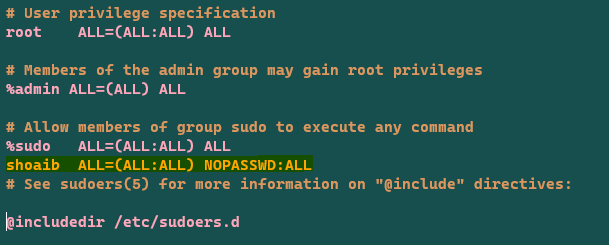 # User privilege specification
root    ALL=(ALL:ALL) ALL
# Members of the admin group may gain root privileges
%admin ALL=(ALL) ALL
# Allow members of group sudo to execute any command
%sudo   ALL=(ALL:ALL) ALL
shoaib  ALL=(ALL:ALL) NOPASSWD:ALL
# See sudoers(5) for more information on "@include" directives:
@includedir /etc/sudoers.d